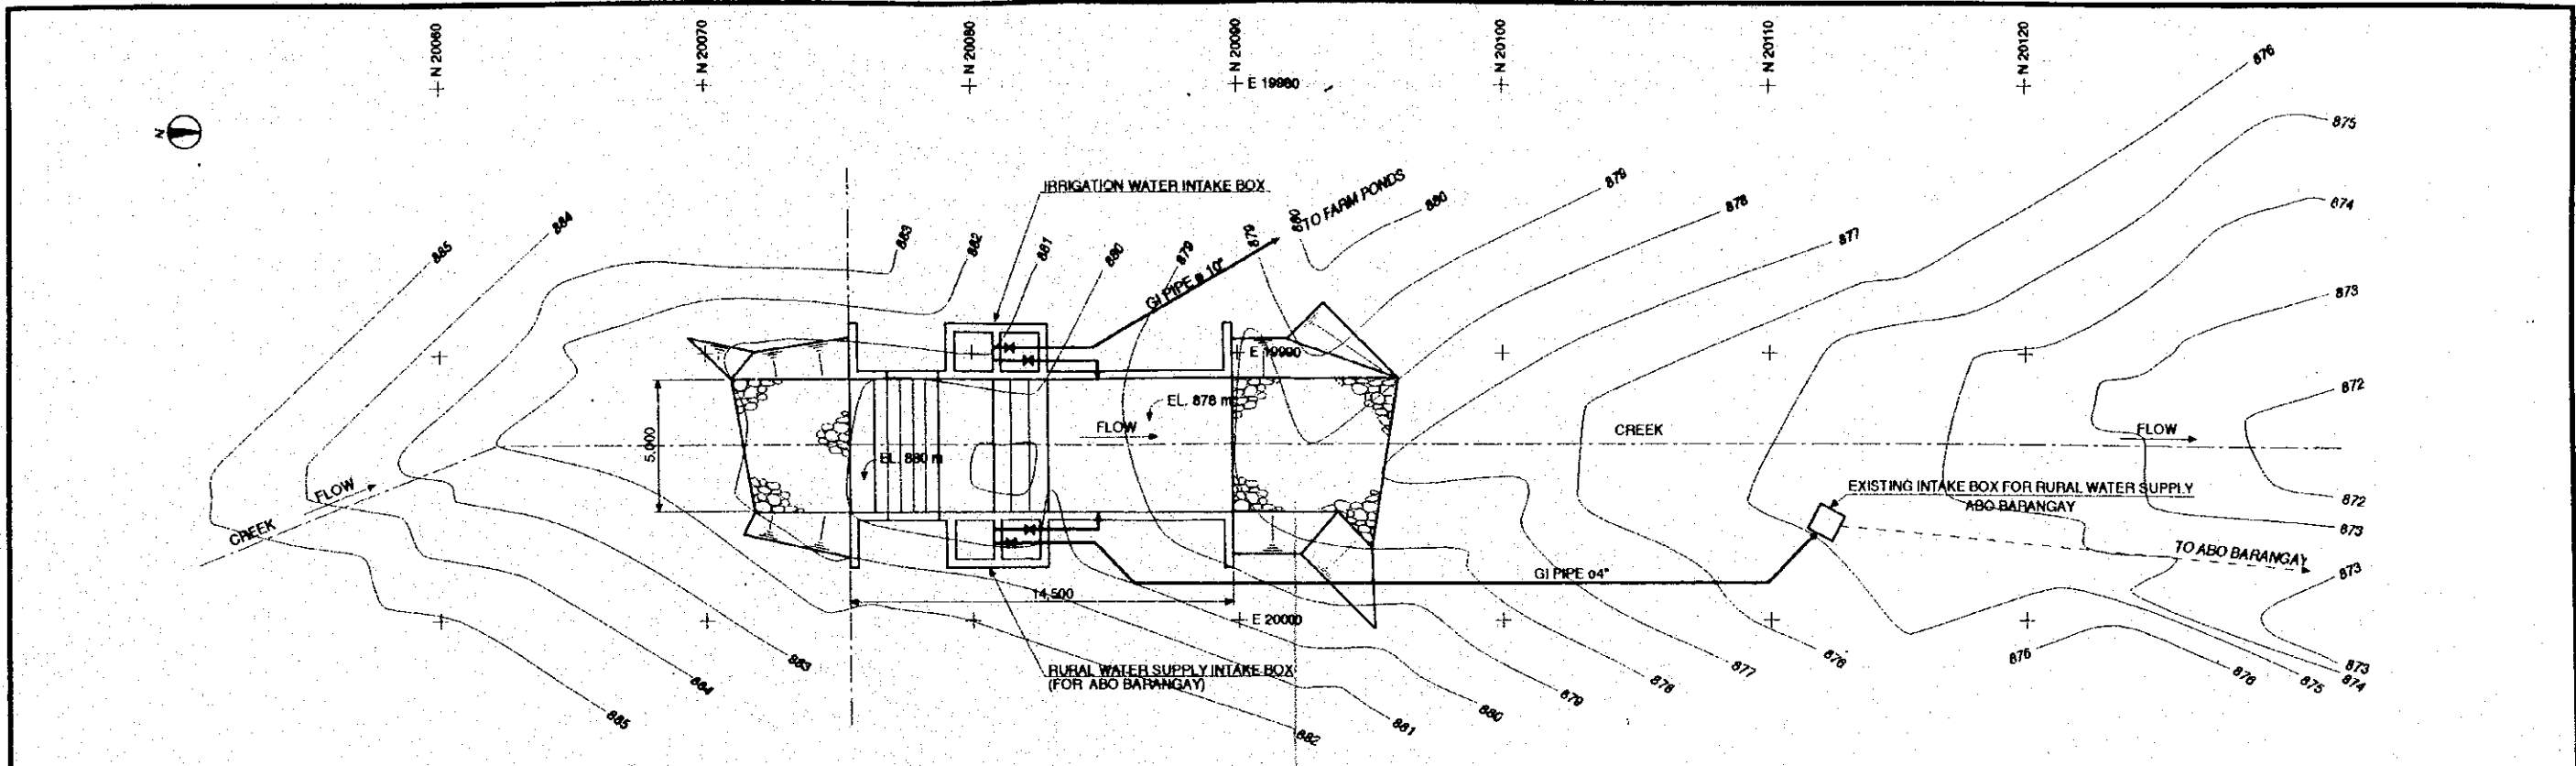 N 20060
N 20070
N 20080
N 20090
N 20100
N 20110
N 20120
E 19980
N
876
875
874
873
872
872
873
873
873
874
875
876
876
IRRIGATION WATER INTAKE BOX
TO FARM PONDS
GI PIPE ø 10"
885
884
883
882
881
880
879
879
880
880
879
878
877
E 19990
5,000
EL. 880 m
EL. 878 m
FLOW
CREEK
FLOW
FLOW
CREEK
EXISTING INTAKE BOX FOR RURAL WATER SUPPLY
ABO BARANGAY
TO ABO BARANGAY
GI PIPE ø4"
14,500
E 20000
RURAL WATER SUPPLY INTAKE BOX
(FOR ABO BARANGAY)
885
884
883
882
881
880
879
878
877
876